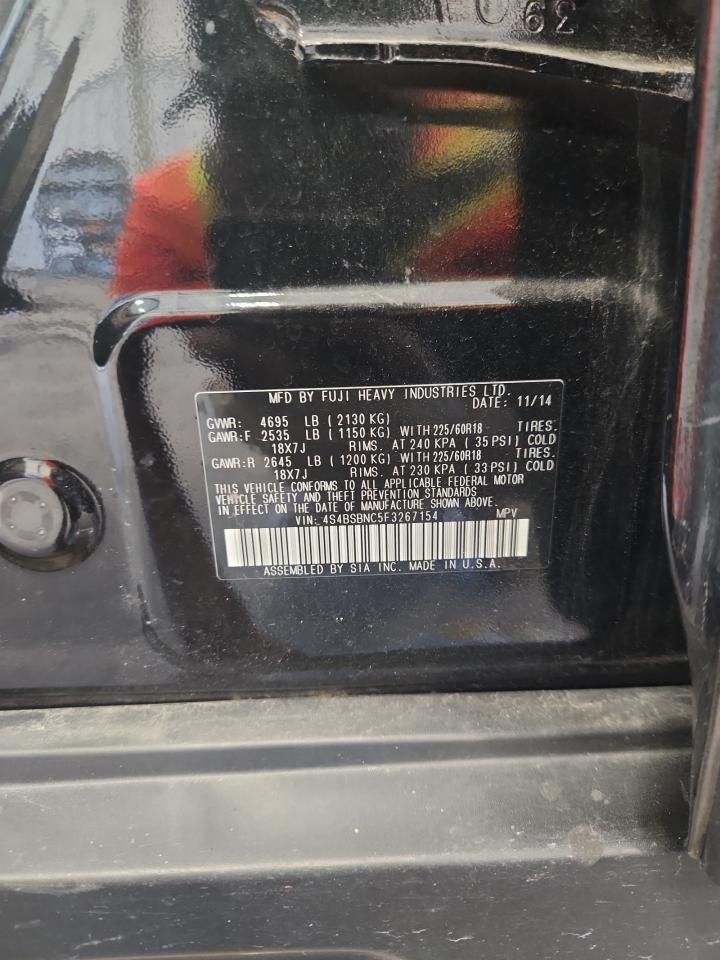 39
MFD BY FUJI HEAVY INDUSTRIES LTD.
DATE: 11/14
GVWR: 4695 LB ( 2130 KG)
GAWR:F 2535 LB ( 1150 KG) WITH 225/60R18 TIRES.
18X7J RIMS. AT 240 KPA ( 35 PSI) COLD
GAWR:R 2645 LB ( 1200 KG) WITH 225/60R18 TIRES.
18X7J RIMS. AT 230 KPA ( 33 PSI) COLD
THIS VEHICLE CONFORMS TO ALL APPLICABLE FEDERAL MOTOR
VEHICLE SAFETY AND THEFT PREVENTION STANDARDS
IN EFFECT ON THE DATE OF MANUFACTURE SHOWN ABOVE.
VIN: 4S4BSBNC5F3267154 MPV
ASSEMBLED BY SIA INC. MADE IN U.S.A.